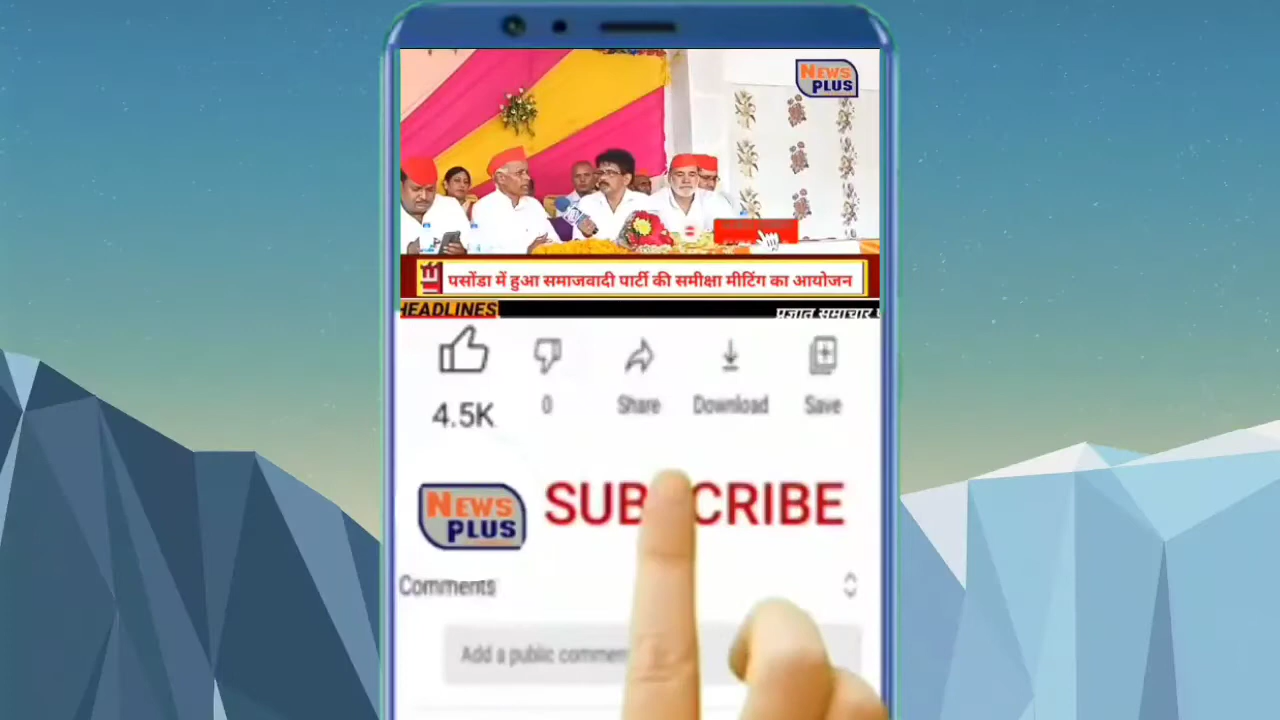 NEWS
PLUS
पसोंडा में हुआ समाजवादी पार्टी की समीक्षा मीटिंग का आयोजन
HEADLINES
समाचार
4.5K
0
Share
Download
Save
NEWS
PLUS
SUBSCRIBE
Comments
Add a public comment